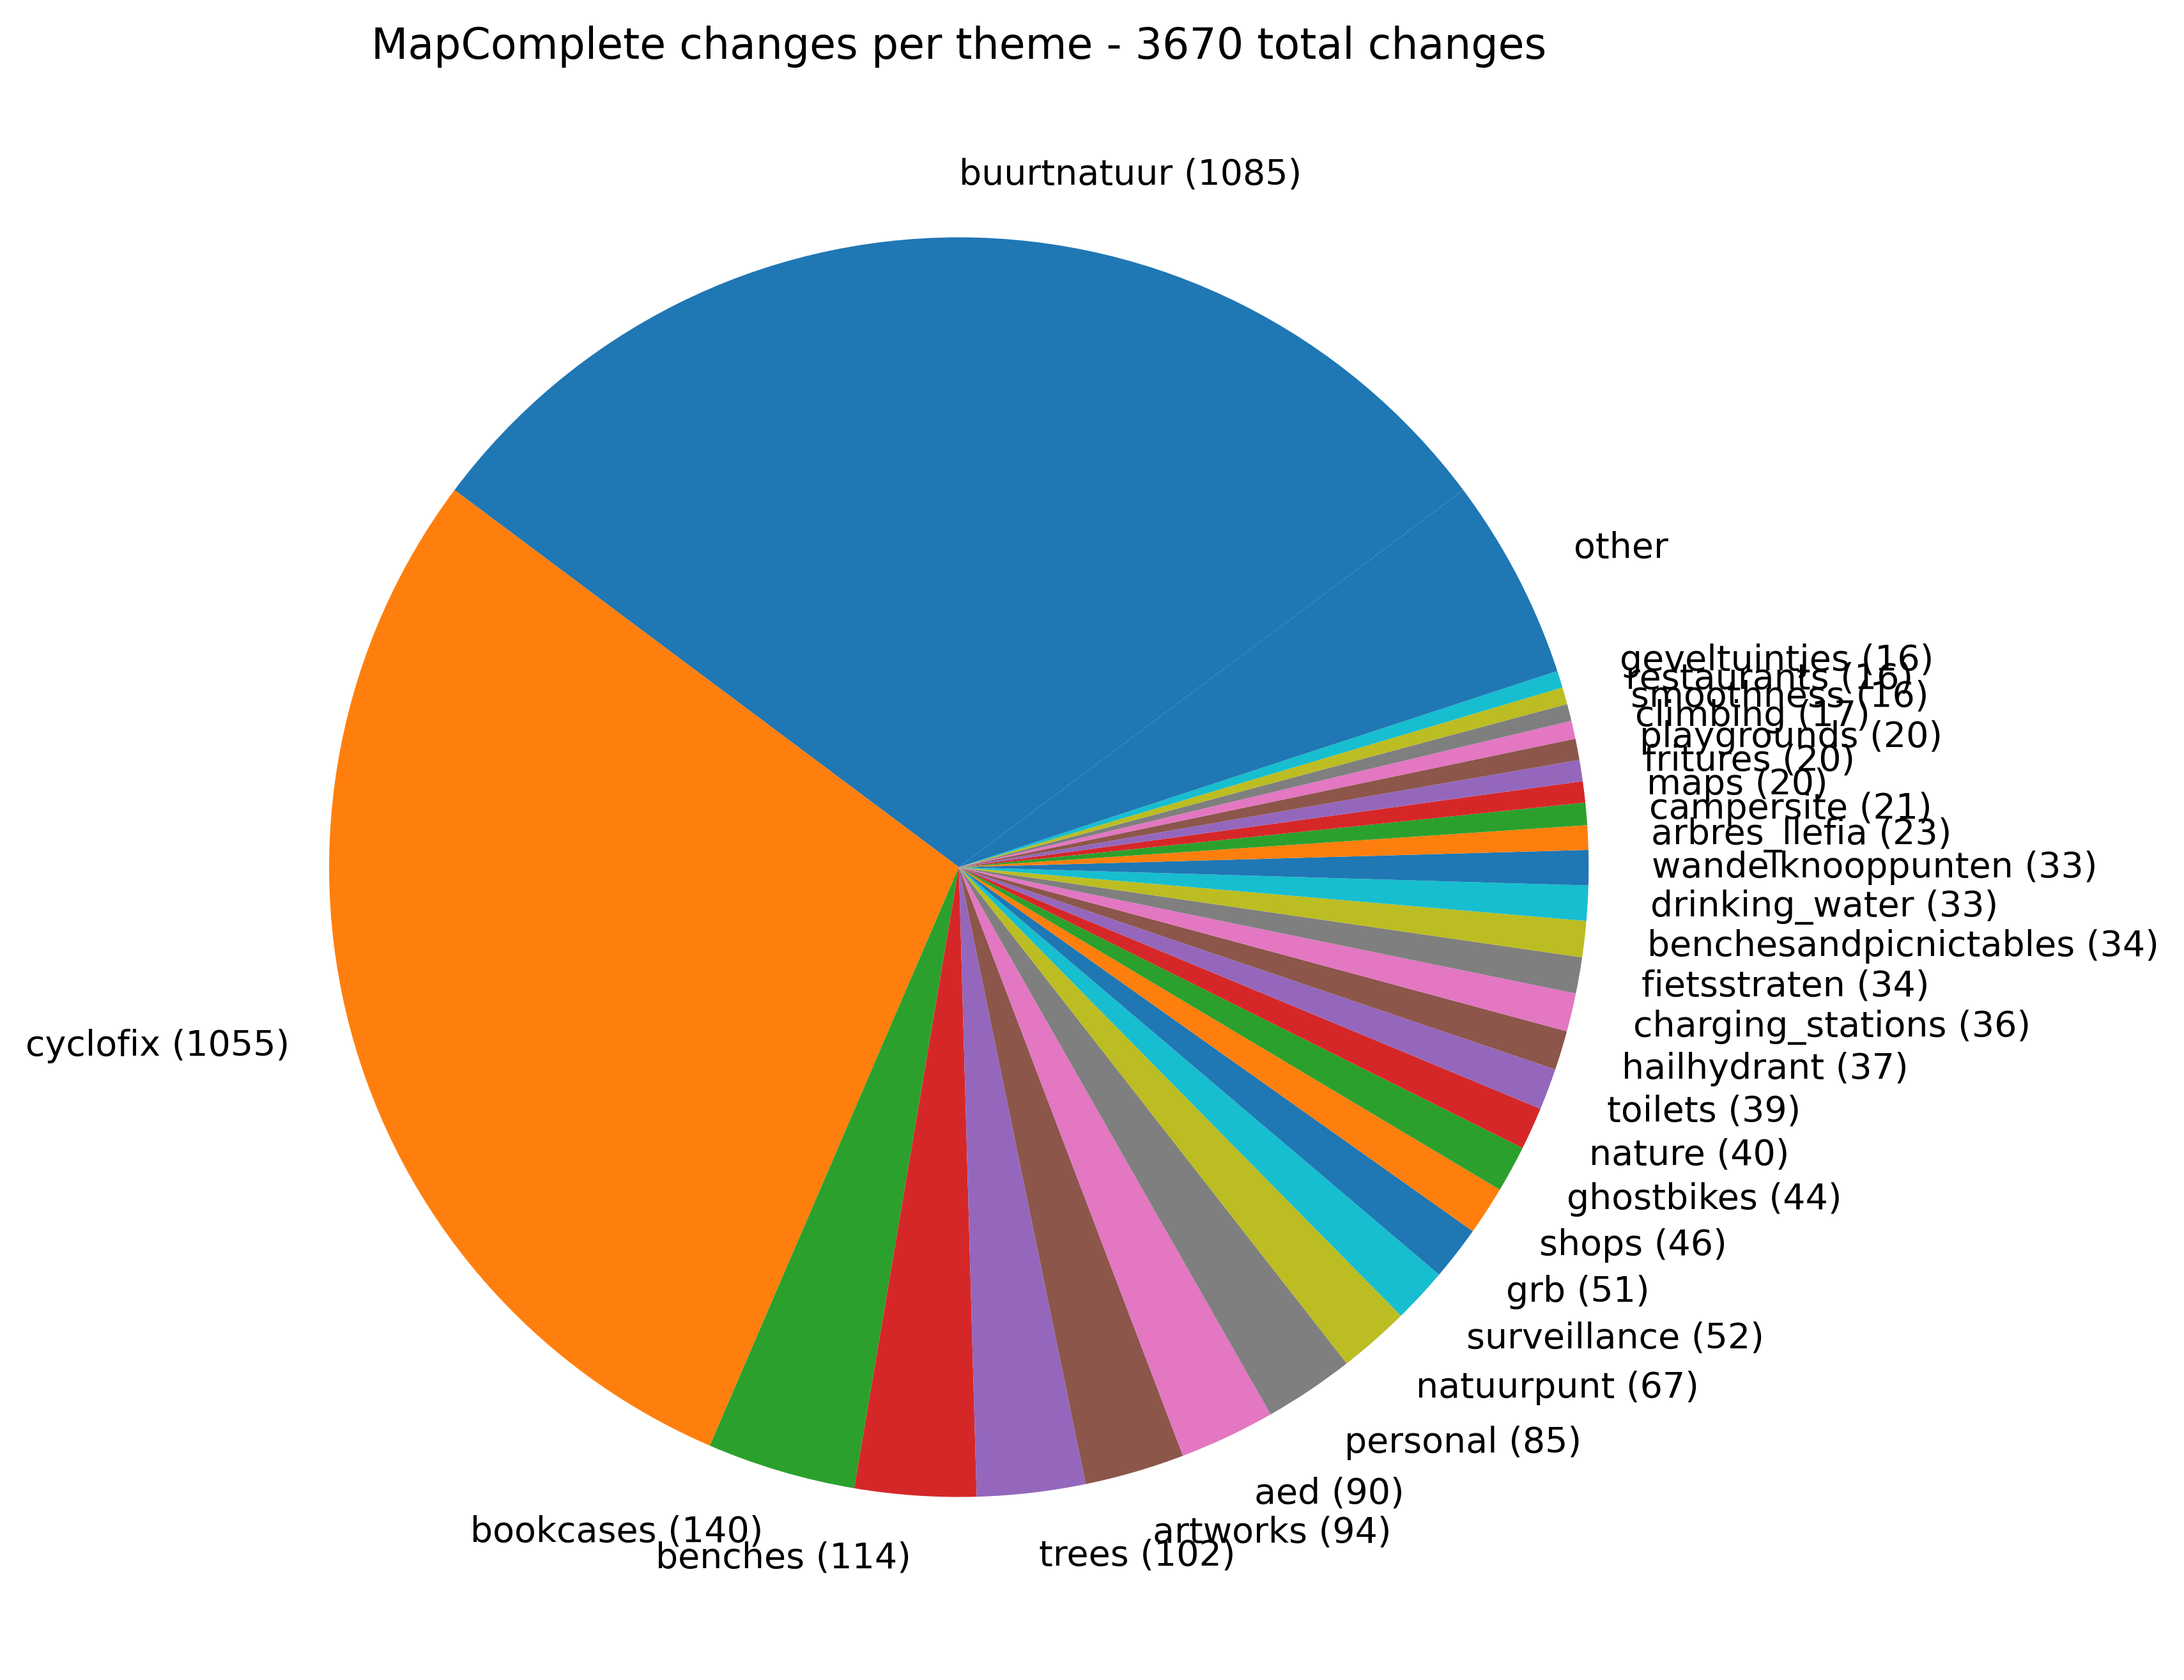 MapComplete changes per theme - 3670 total changes
buurtnatuur (1085)
other
geveltuintjes (16)
restaurants (16)
smoothness (16)
climbing (17)
playgrounds (20)
fritures (20)
maps (20)
campersite (21)
arbres_llefia (23)
wandelknooppunten (33)
drinking_water (33)
benchesandpicnictables (34)
fietsstraten (34)
charging_stations (36)
cyclofix (1055)
hailhydrant (37)
toilets (39)
nature (40)
ghostbikes (44)
shops (46)
grb (51)
surveillance (52)
natuurpunt (67)
personal (85)
aed (90)
bookcases (140)
artworks (94)
benches (114)
trees (102)